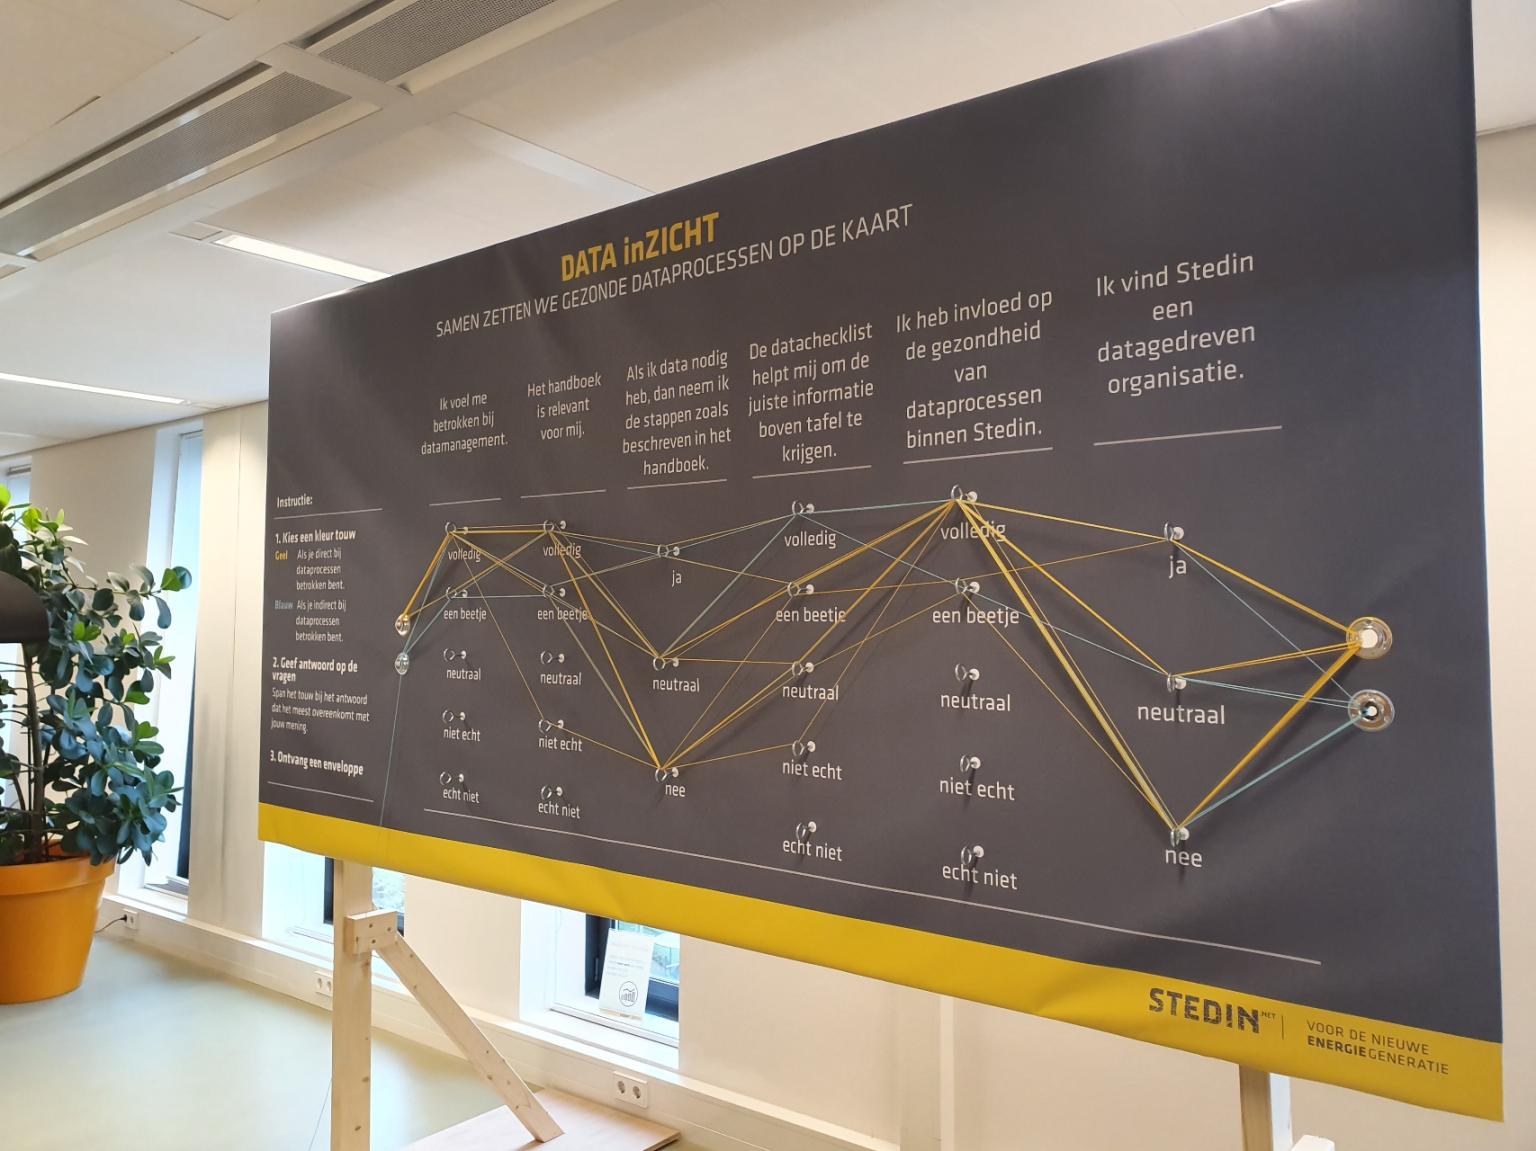 DATA inZICHT
SAMEN ZETTEN WE GEZONDE DATAPROCESSEN OP DE KAART
Instructie:
1. Kies een kleur touw
Geel Als je direct bij
dataprocessen
betrokken bent.
Blauw Als je indirect bij
dataprocessen
betrokken bent.
2. Geef antwoord op de
vragen
Span het touw bij het antwoord
dat het meest overeenkomt met
jouw mening.
3. Ontvang een enveloppe
Ik voel me
betrokken bij
datamanagement.
volledig
een beetje
neutraal
niet echt
echt niet
Het handboek
is relevant
voor mij.
volledig
een beetje
neutraal
niet echt
echt niet
Als ik data nodig
heb, dan neem ik
de stappen zoals
beschreven in het
handboek.
ja
neutraal
nee
De datachecklist
helpt mij om de
juiste informatie
boven tafel te
krijgen.
volledig
een beetje
neutraal
niet echt
echt niet
Ik heb invloed op
de gezondheid
van
dataprocessen
binnen Stedin.
volledig
een beetje
neutraal
niet echt
echt niet
Ik vind Stedin
een
datagedreven
organisatie.
ja
neutraal
nee
STEDIN.NET
VOOR DE NIEUWE
ENERGIEGENERATIE